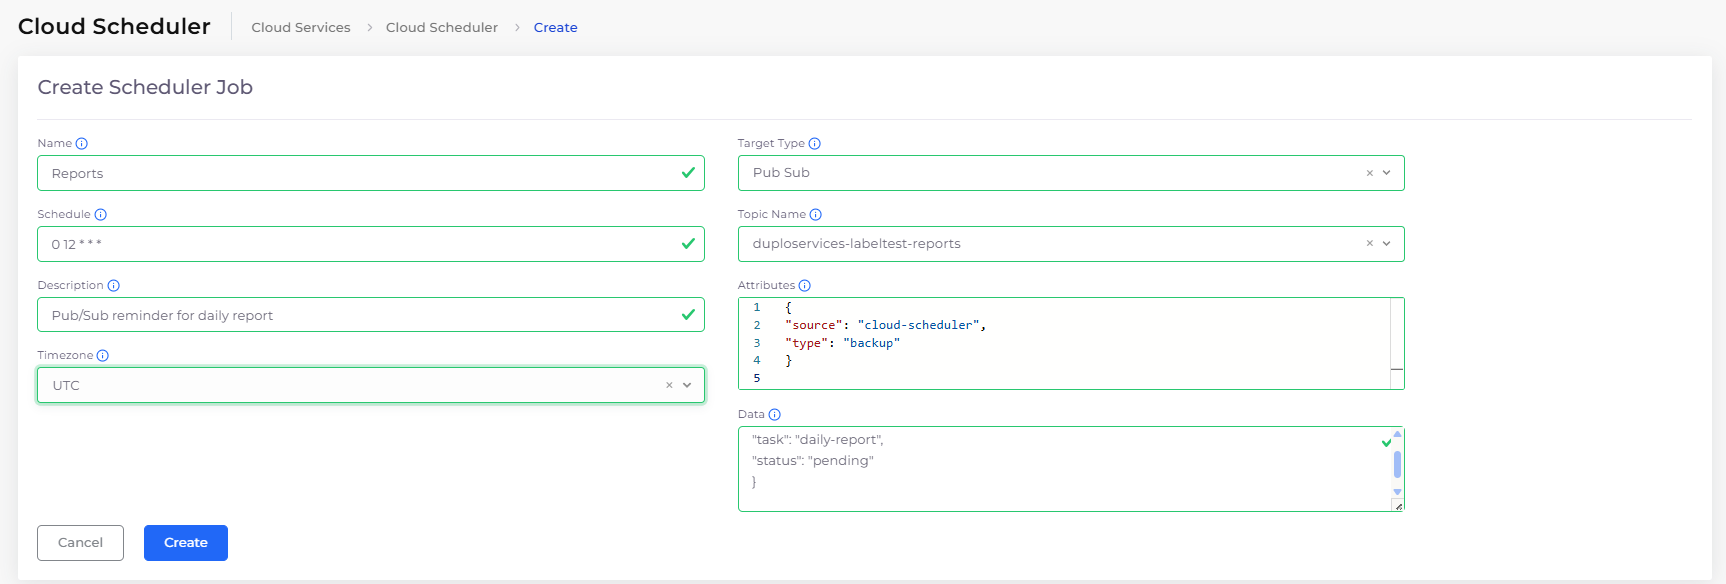 Cloud Scheduler
Cloud Services > Cloud Scheduler > Create
Create Scheduler Job
Name
Reports
Schedule
0 12 * * *
Description
Pub/Sub reminder for daily report
Timezone
UTC
Target Type
Pub Sub
Topic Name
duploservices-labeltest-reports
Attributes
1 {
2 "source": "cloud-scheduler",
3 "type": "backup"
4 }
5
Data
"task": "daily-report",
"status": "pending"
}
Cancel
Create